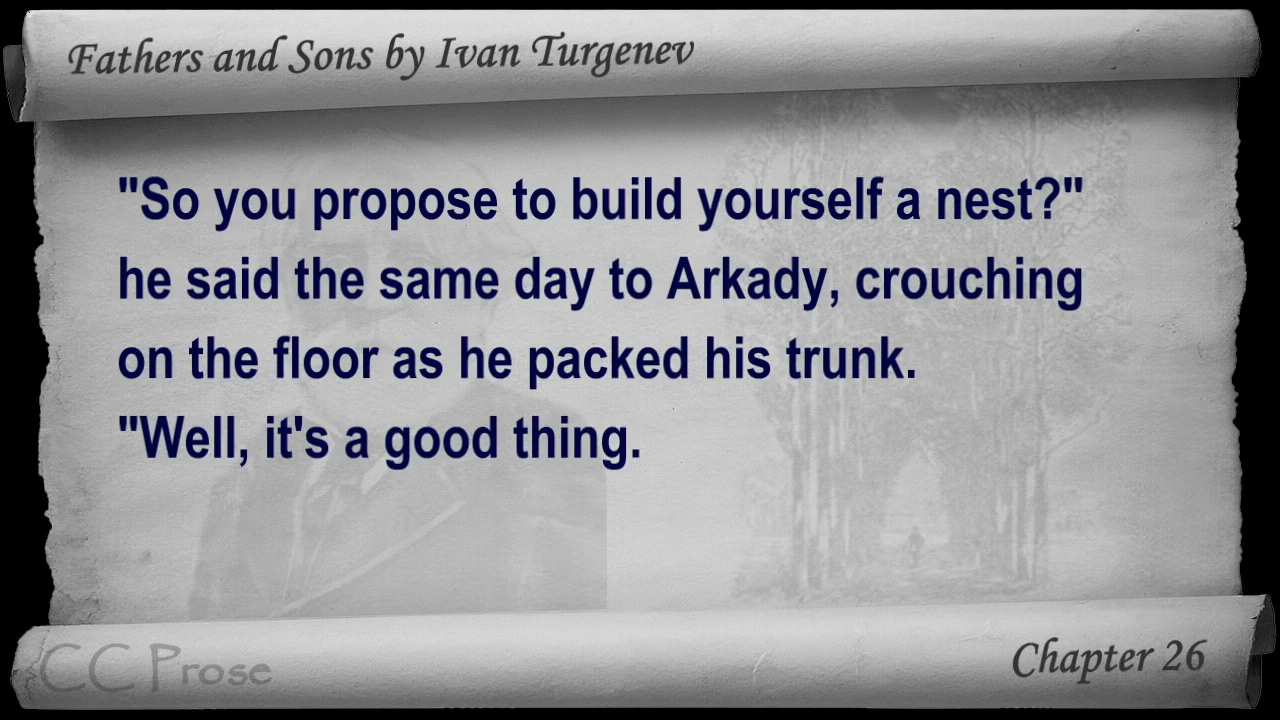 Fathers and Sons by Ivan Turgenev
"So you propose to build yourself a nest?"
he said the same day to Arkady, crouching
on the floor as he packed his trunk.
"Well, it's a good thing.
CC Prose
Chapter 26